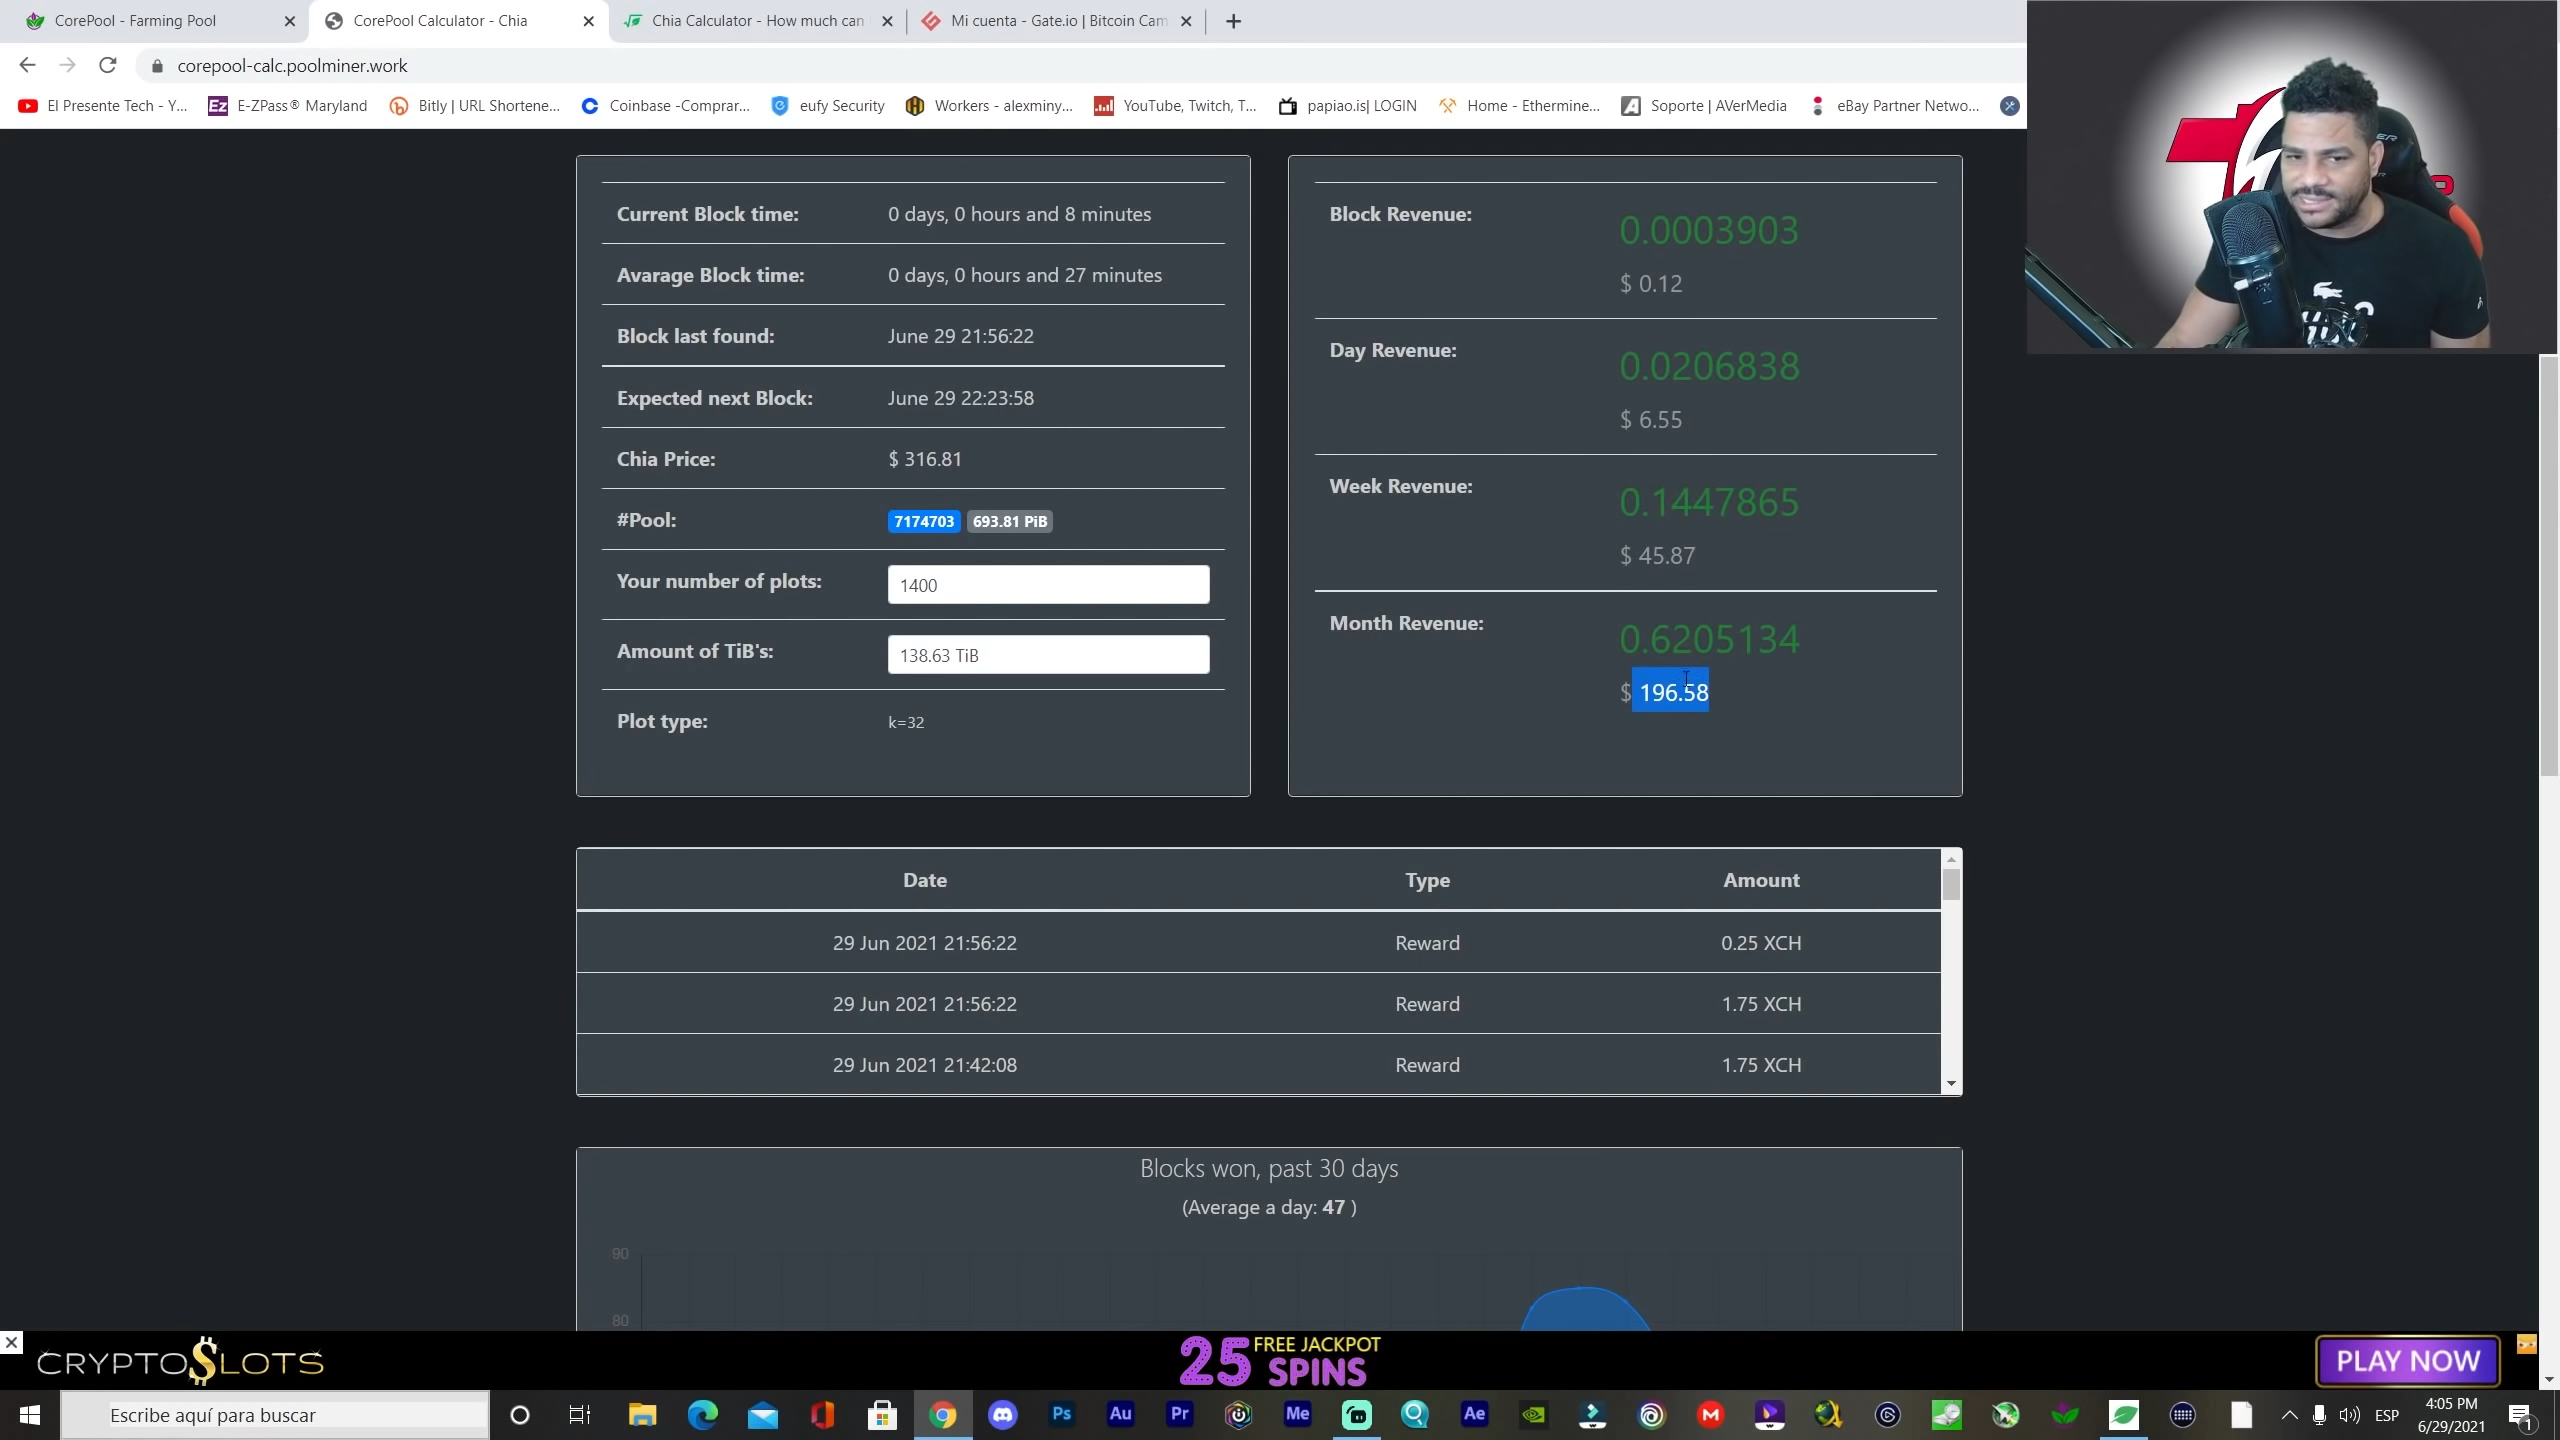 CorePool - Farming Pool
CorePool Calculator - Chia
Chia Calculator - How much can
Mi cuenta - Gate.io | Bitcoin Cam
corepool-calc.poolminer.work
El Presente Tech - Y...
E-ZPass® Maryland
Bitly | URL Shortene...
Coinbase -Comprar...
eufy Security
Workers - alexminy...
YouTube, Twitch, T...
papiao.is| LOGIN
Home - Ethermine...
Soporte | AVerMedia
eBay Partner Netwo...
Current Block time: 0 days, 0 hours and 8 minutes
Avarage Block time: 0 days, 0 hours and 27 minutes
Block last found: June 29 21:56:22
Expected next Block: June 29 22:23:58
Chia Price: $ 316.81
#Pool: 7174703 693.81 PiB
Your number of plots: 1400
Amount of TiB's: 138.63 TiB
Plot type: k=32
Block Revenue: 0.0003903
$ 0.12
Day Revenue: 0.0206838
$ 6.55
Week Revenue: 0.1447865
$ 45.87
Month Revenue: 0.6205134
$ 196.58
Date Type Amount
29 Jun 2021 21:56:22 Reward 0.25 XCH
29 Jun 2021 21:56:22 Reward 1.75 XCH
29 Jun 2021 21:42:08 Reward 1.75 XCH
Blocks won, past 30 days
(Average a day: 47 )
90
80
CRYPTO$LOTS
25 FREE JACKPOT
SPINS
PLAY NOW
Escribe aquí para buscar
Ps
Au
Pr
Me
Ae
ESP
4:05 PM
6/29/2021
1